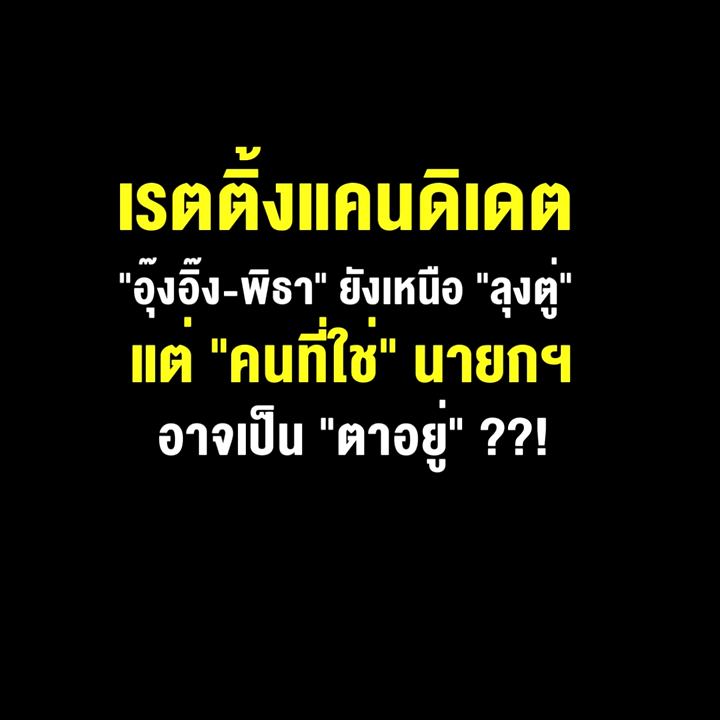 เรตติ้งแคนดิเดต
"อุ๊งอิ๊ง-พิธา" ยังเหนือ "ลุงตู่"
แต่ "คนที่ใช่" นายกฯ
อาจเป็น "ตาอยู่" ??!